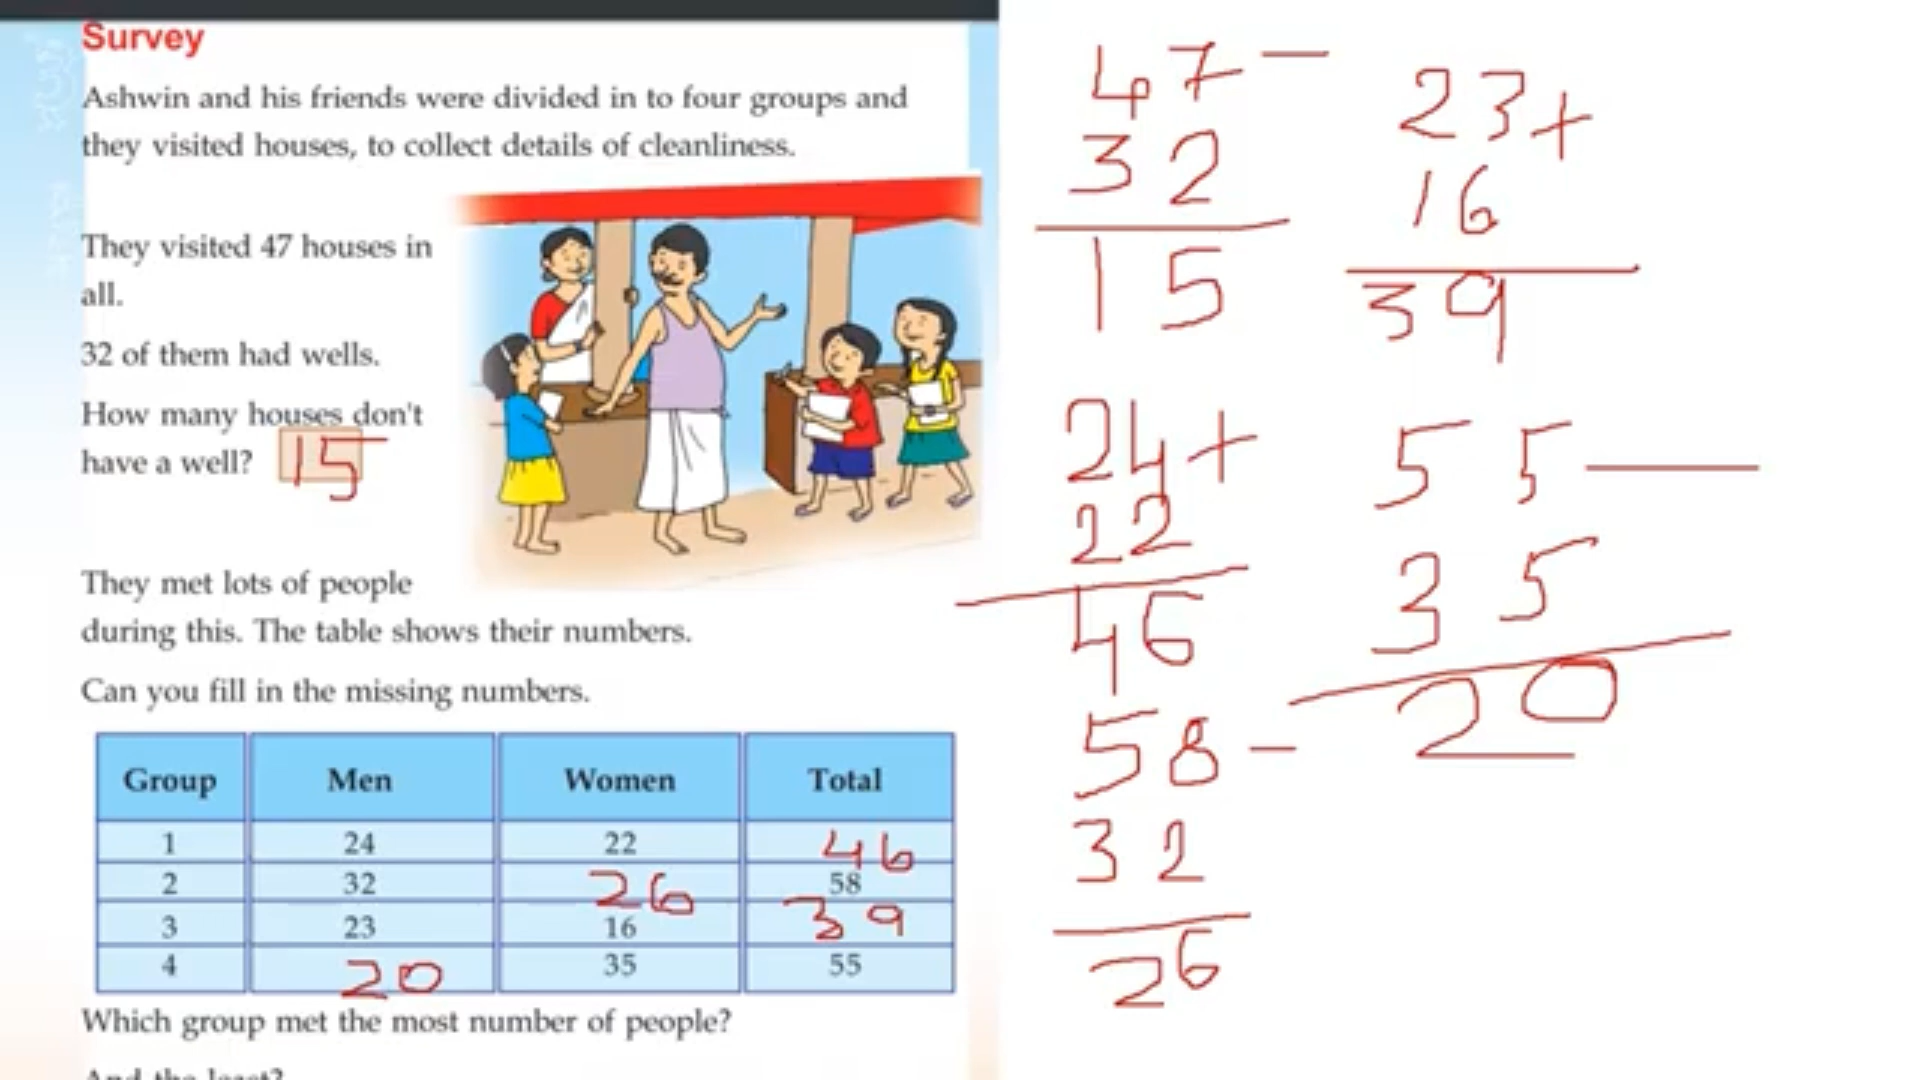 Survey
Ashwin and his friends were divided in to four groups and
they visited houses, to collect details of cleanliness.
They visited 47 houses in
all.
32 of them had wells.
How many houses don't
have a well? 15
They met lots of people
during this. The table shows their numbers.
Can you fill in the missing numbers.
Group Men Women Total
1 24 22 46
2 32 26 58
3 23 16 39
4 20 35 55
Which group met the most number of people?
And the least?
47 -
32
15
23 +
16
39
24 +
22
46
55 -
35
20
58 -
32
26